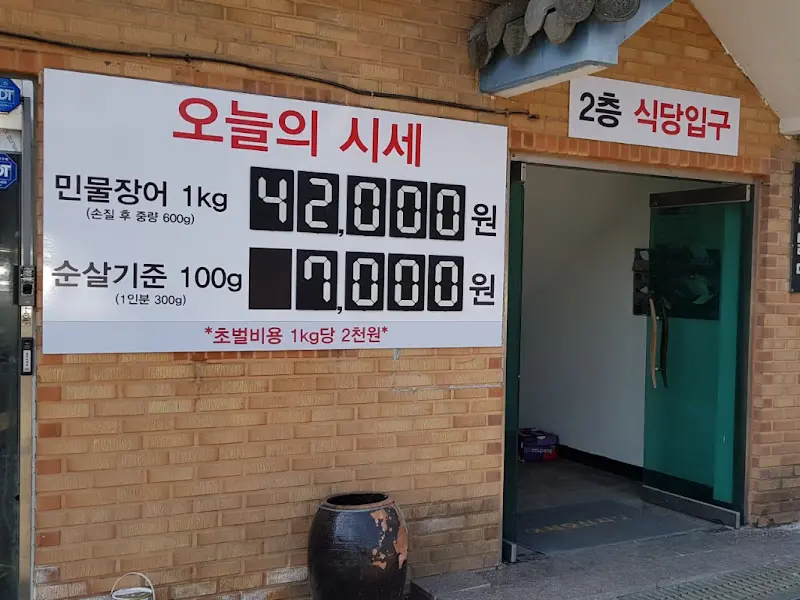 오늘의 시세
민물장어 1kg 42,000원
(손질 후 중량 600g)
순살기준 100g 7,000원
(1인분 300g)
*초벌비용 1kg당 2천원*
2층 식당입구